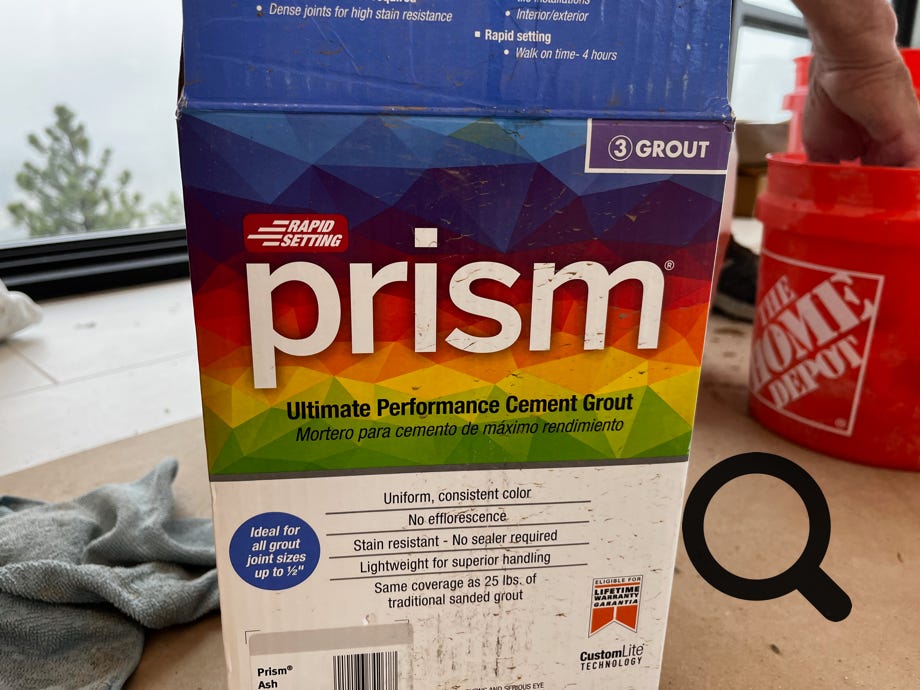 • Dense joints for high stain resistance
• Interior/exterior
▪ Rapid setting
• Walk on time- 4 hours
③ GROUT
RAPID
SETTING
prism®
Ultimate Performance Cement Grout
Mortero para cemento de máximo rendimiento
Uniform, consistent color
No efflorescence
Stain resistant - No sealer required
Lightweight for superior handling
Same coverage as 25 lbs. of
traditional sanded grout
Ideal for
all grout
joint sizes
up to ½"
ELIGIBLE FOR
LIFETIME
WARRANTY
GARANTIA
CustomLite
TECHNOLOGY
Prism®
Ash
AND SERIOUS EYE
THE
HOME
DEPOT
®